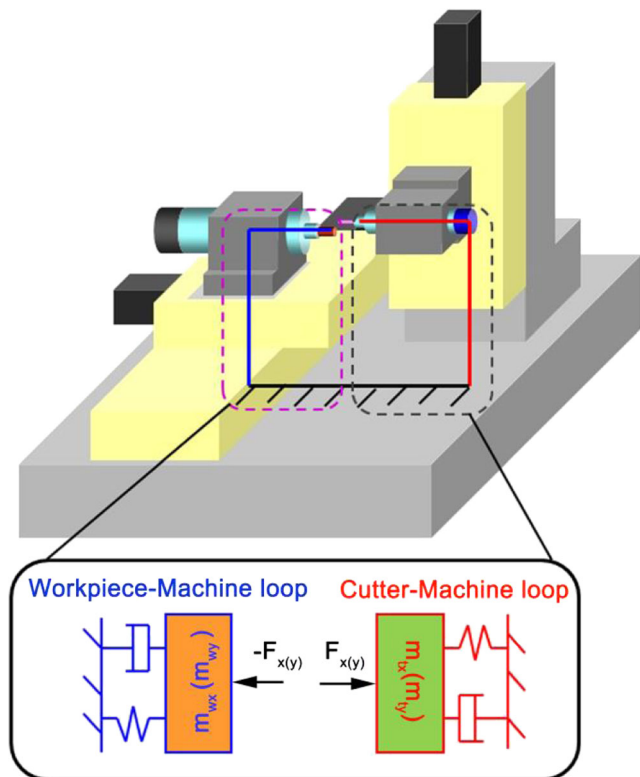 Workpiece-Machine loop
Cutter-Machine loop
m_wx (m_wy)
-F_x(y)
F_x(y)
m_tx(m_ty)